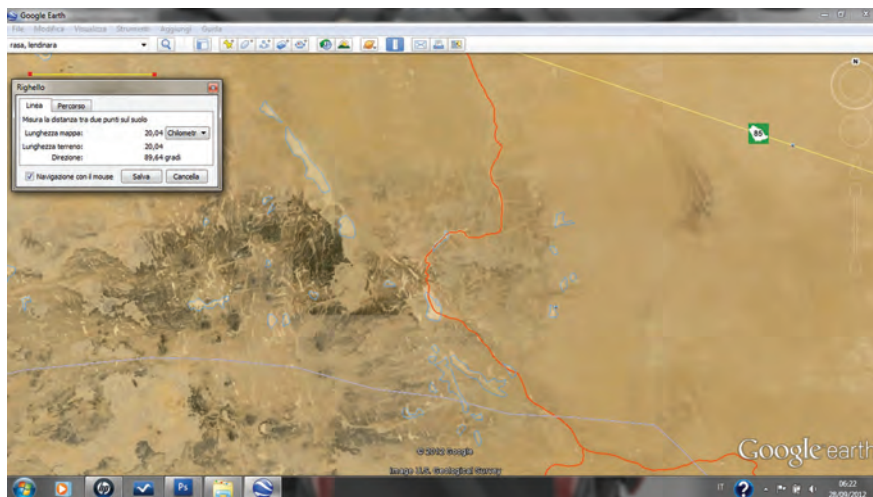 Google Earth
File Modifica Visualizza Strumenti Aggiungi Guida
rasa, lendinara
Righello
Linea Percorso
Misura la distanza tra due punti sul suolo
Lunghezza mappa: 20,04 Chilometr
Lunghezza terreno: 20,04
Direzione: 89,64 gradi
Navigazione con il mouse Salva Cancella
N
85
© 2012 Google
Image U.S. Geological Survey
Google earth
Ps
IT
06:22
28/09/2012